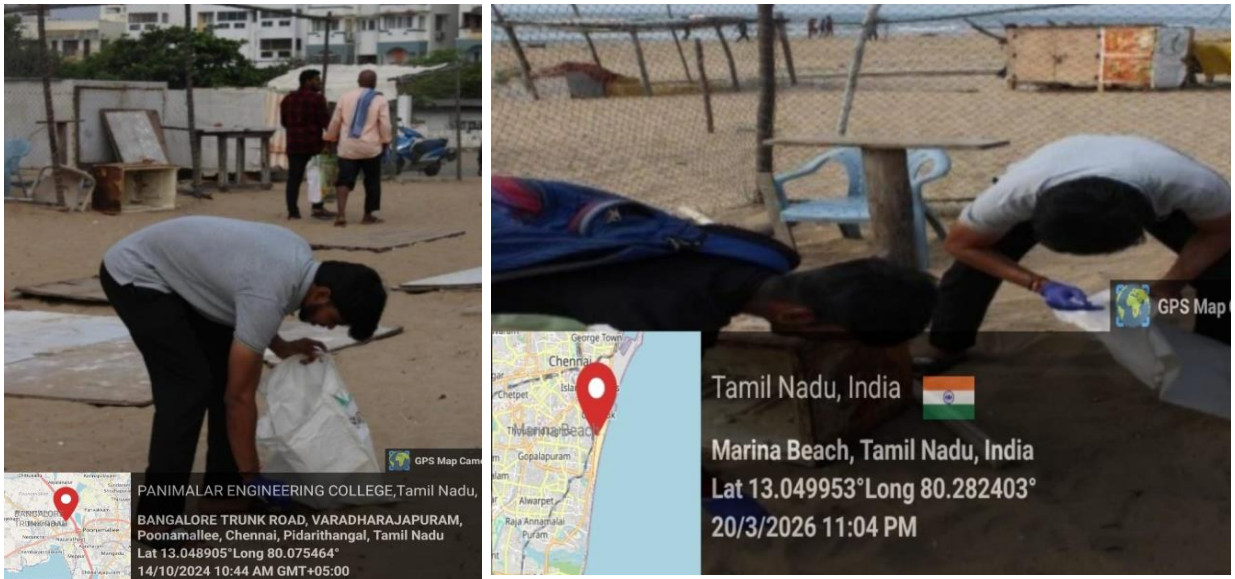 GPS Map Came
PANIMALAR ENGINEERING COLLEGE,Tamil Nadu,
BANGALORE TRUNK ROAD, VARADHARAJAPURAM,
Poonamallee, Chennai, Pidarithangal, Tamil Nadu
Lat 13.048905°Long 80.075464°
14/10/2024 10:44 AM GMT+05:00
Poonamallee
GPS Map
George Town
Chennai
Chetpet
Marina Beach
Gopalapuram
Alwarpet
Raja Annamalai
Puram
Tamil Nadu, India
Marina Beach, Tamil Nadu, India
Lat 13.049953°Long 80.282403°
20/3/2026 11:04 PM